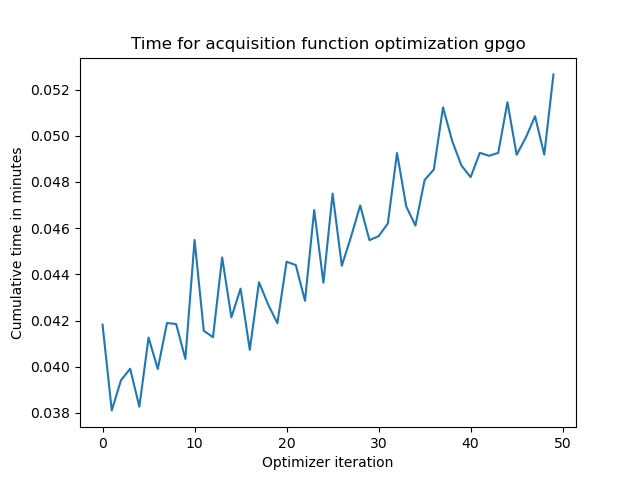 Time for acquisition function optimization gpgo
0.052
0.050
0.048
0.046
0.044
0.042
0.040
0.038
Cumulative time in minutes
0 10 20 30 40 50
Optimizer iteration